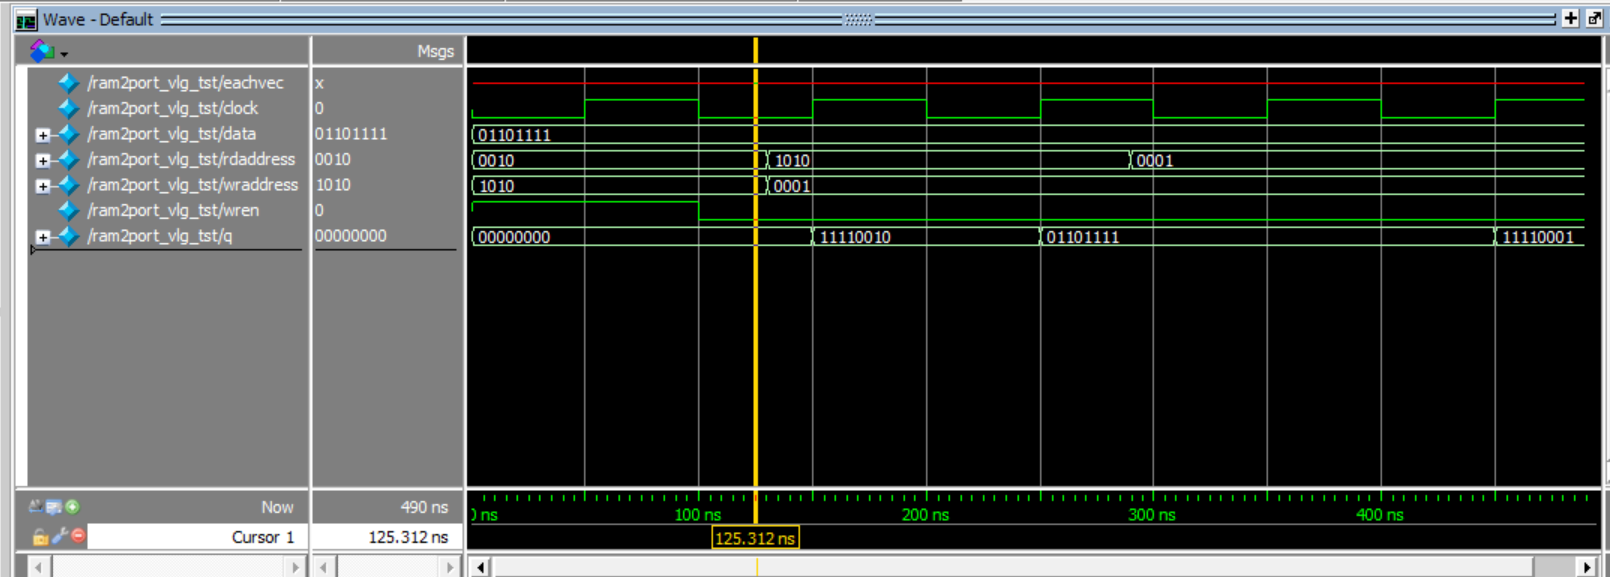 Wave - Default
Msgs
/ram2port_vlg_tst/eachvec x
/ram2port_vlg_tst/clock 0
/ram2port_vlg_tst/data 01101111 01101111
/ram2port_vlg_tst/rdaddress 0010 0010 1010 0001
/ram2port_vlg_tst/wraddress 1010 1010 0001
/ram2port_vlg_tst/wren 0
/ram2port_vlg_tst/q 00000000 00000000 11110010 01101111 11110001
Now 490 ns
ns 100 ns 200 ns 300 ns 400 ns
Cursor 1 125.312 ns 125.312 ns